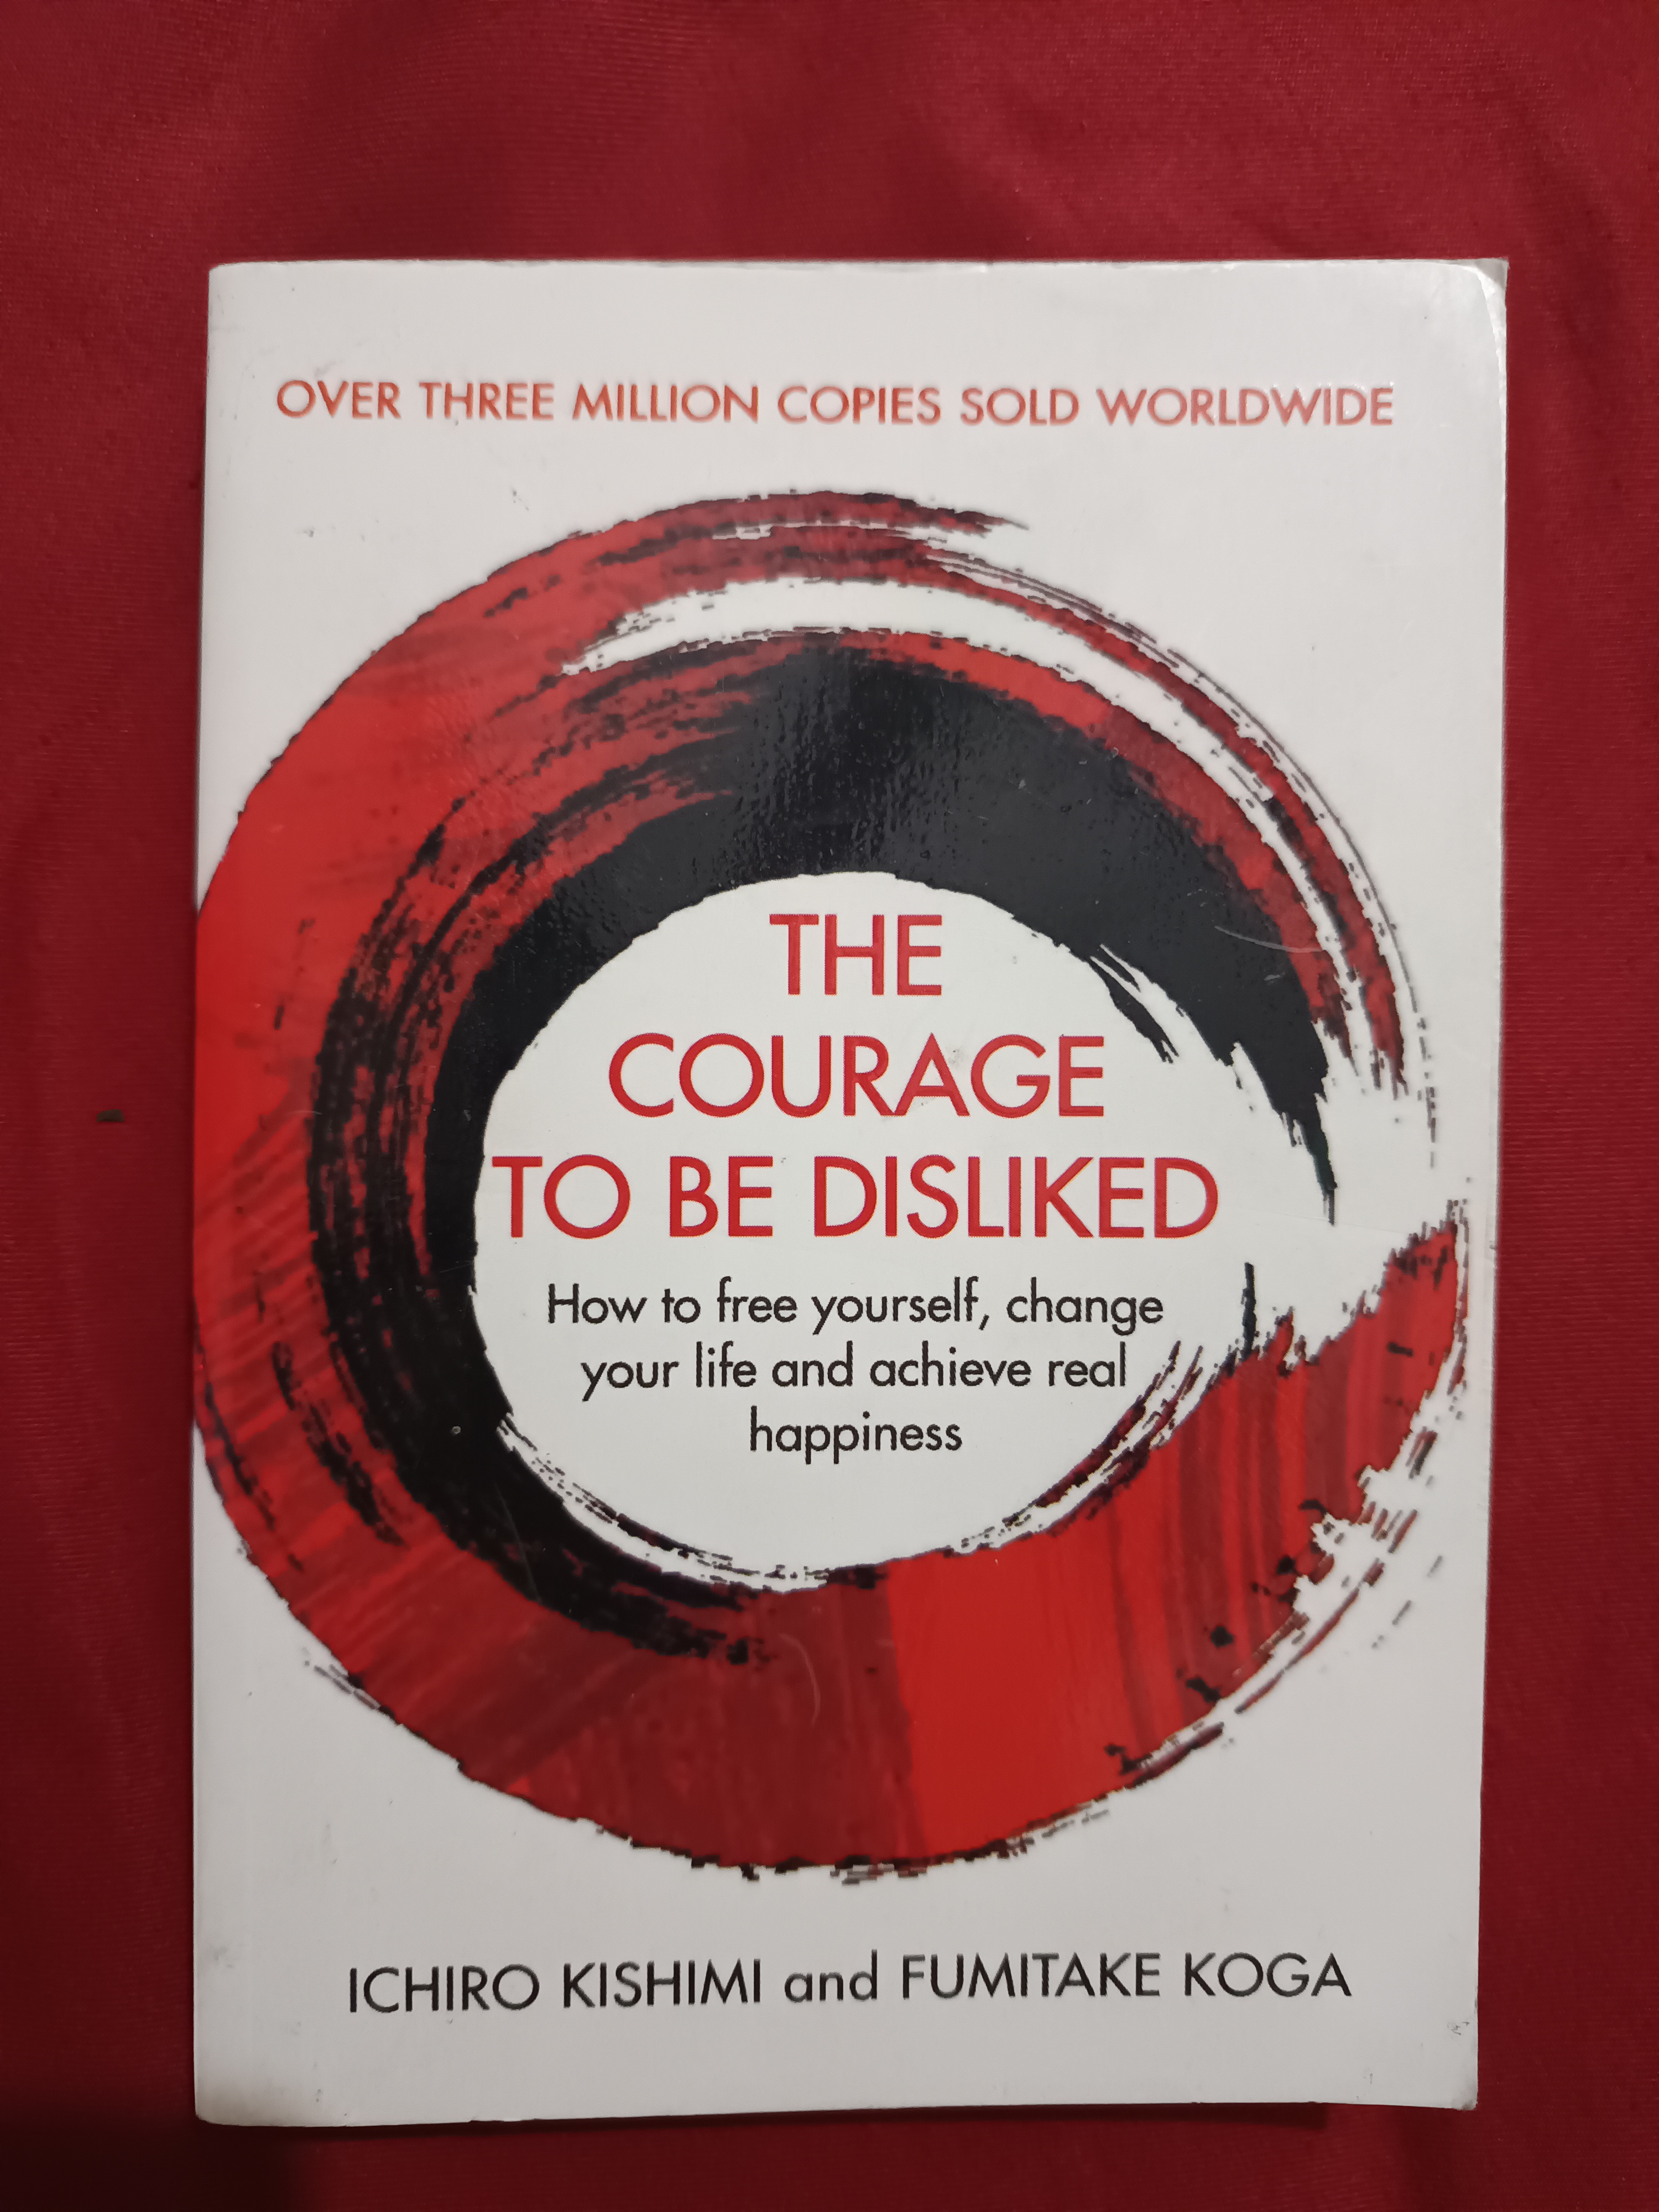 OVER THREE MILLION COPIES SOLD WORLDWIDE
THE
COURAGE
TO BE DISLIKED
How to free yourself, change
your life and achieve real
happiness
ICHIRO KISHIMI and FUMITAKE KOGA